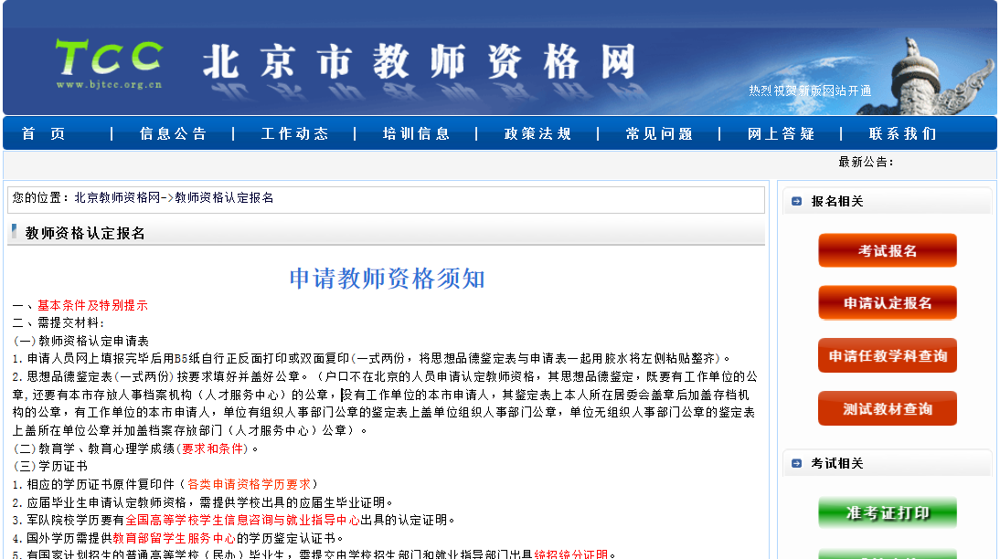 TCC
www.bjtcc.org.cn
北京市教师资格网
热烈祝贺新版网站开通
首 页 | 信息公告 | 工作动态 | 培训信息 | 政策法规 | 常见问题 | 网上答疑 | 联系我们
最新公告：
您的位置：北京教师资格网->教师资格认定报名
教师资格认定报名
申请教师资格须知
一、基本条件及特别提示
二、需提交材料：
(一)教师资格认定申请表
1. 申请人员网上填报完毕后用B5纸自行正反面打印或双面复印(一式两份，将思想品德鉴定表与申请表一起用胶水将左侧粘贴整齐)。
2. 思想品德鉴定表(一式两份)按要求填好并盖好公章。（户口不在北京的人员申请认定教师资格，其思想品德鉴定，既要有工作单位的公
章, 还要有本市存放人事档案机构（人才服务中心）的公章，没有工作单位的本市申请人，其鉴定表上本人所在居委会盖章后加盖存档机
构的公章，有工作单位的本市申请人，单位有组织人事部门公章的鉴定表上盖单位组织人事部门公章，单位无组织人事部门公章的鉴定表
上盖所在单位公章并加盖档案存放部门（人才服务中心）公章）。
(二)教育学、教育心理学成绩(要求和条件)。
(三)学历证书
1. 相应的学历证书原件复印件（各类申请资格学历要求）
2. 应届毕业生申请认定教师资格，需提供学校出具的应届生毕业证明。
3. 军队院校学历要有全国高等学校学生信息咨询与就业指导中心出具的认定证明。
4. 国外学历需提供教育部留学生服务中心的学历鉴定认证书。
5. 有国家计划招生的普通高等学校（民办）毕业生，需提交由学校招生部门和就业指导部门出具统招统分证明。
报名相关
考试报名
申请认定报名
申请任教学科查询
测试教材查询
考试相关
准考证打印